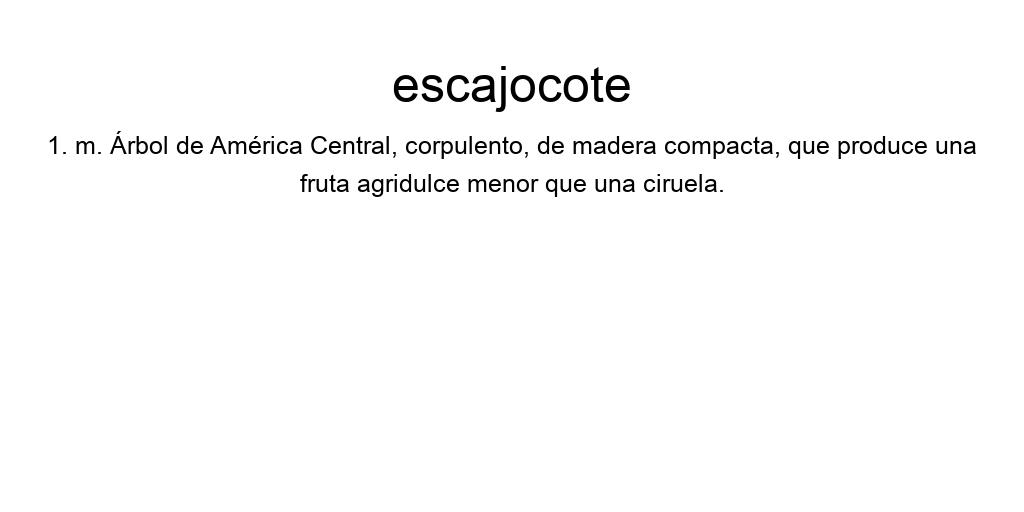 escajocote
1. m. Árbol de América Central, corpulento, de madera compacta, que produce una
fruta agridulce menor que una ciruela.